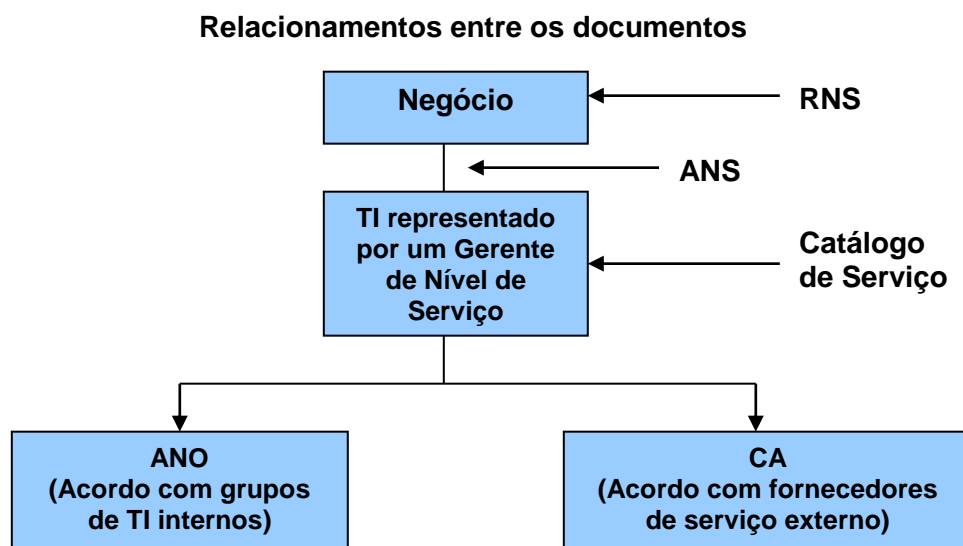 Relacionamentos entre os documentos
Negócio
RNS
ANS
TI representado
por um Gerente
de Nível de
Serviço
Catálogo
de Serviço
ANO
(Acordo com grupos
de TI internos)
CA
(Acordo com fornecedores
de serviço externo)